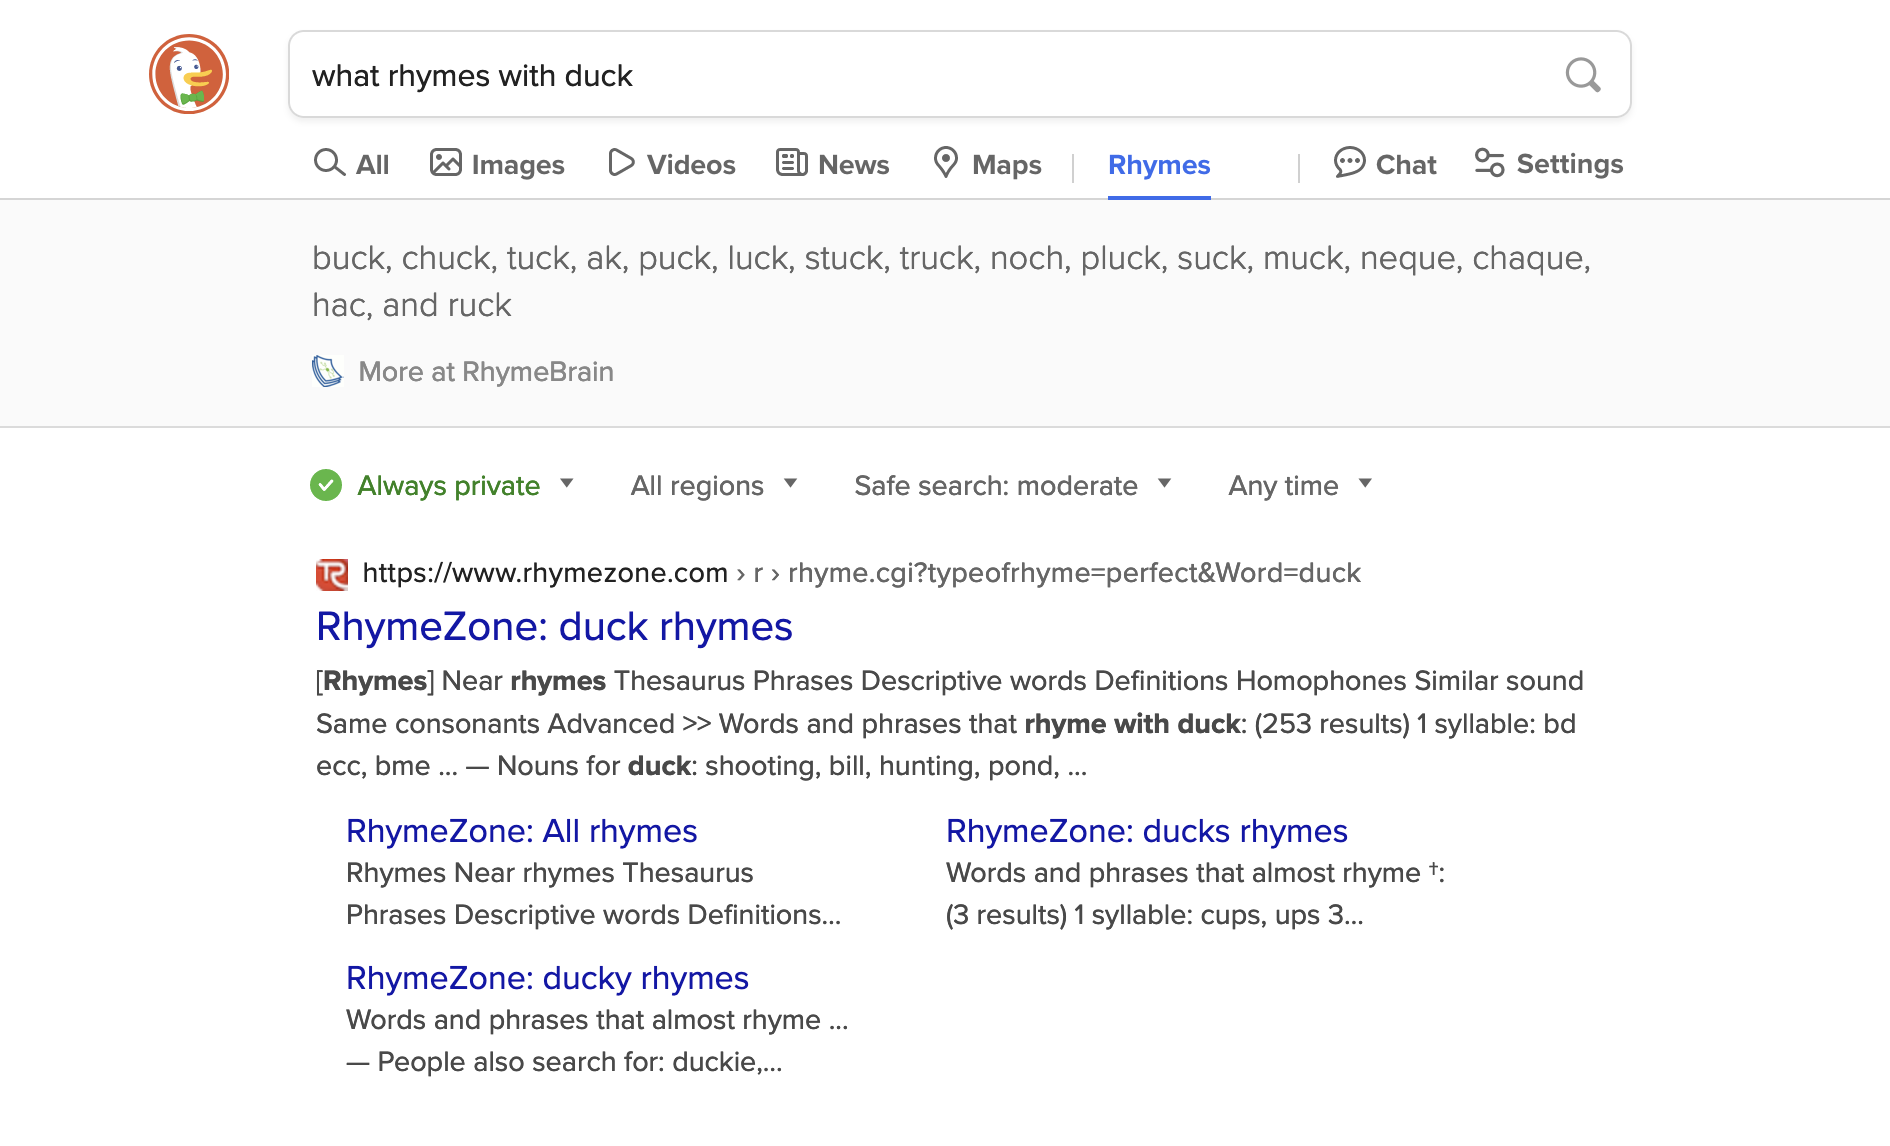 what rhymes with duck
All Images Videos News Maps Rhymes Chat Settings
buck, chuck, tuck, ak, puck, luck, stuck, truck, noch, pluck, suck, muck, neque, chaque,
hac, and ruck
More at RhymeBrain
Always private All regions Safe search: moderate Any time
https://www.rhymezone.com › r › rhyme.cgi?typeofrhyme=perfect&Word=duck
RhymeZone: duck rhymes
[Rhymes] Near rhymes Thesaurus Phrases Descriptive words Definitions Homophones Similar sound
Same consonants Advanced >> Words and phrases that rhyme with duck: (253 results) 1 syllable: bd
ecc, bme ... — Nouns for duck: shooting, bill, hunting, pond, ...
RhymeZone: All rhymes
Rhymes Near rhymes Thesaurus
Phrases Descriptive words Definitions...
RhymeZone: ducks rhymes
Words and phrases that almost rhyme †:
(3 results) 1 syllable: cups, ups 3...
RhymeZone: ducky rhymes
Words and phrases that almost rhyme ...
— People also search for: duckie,...